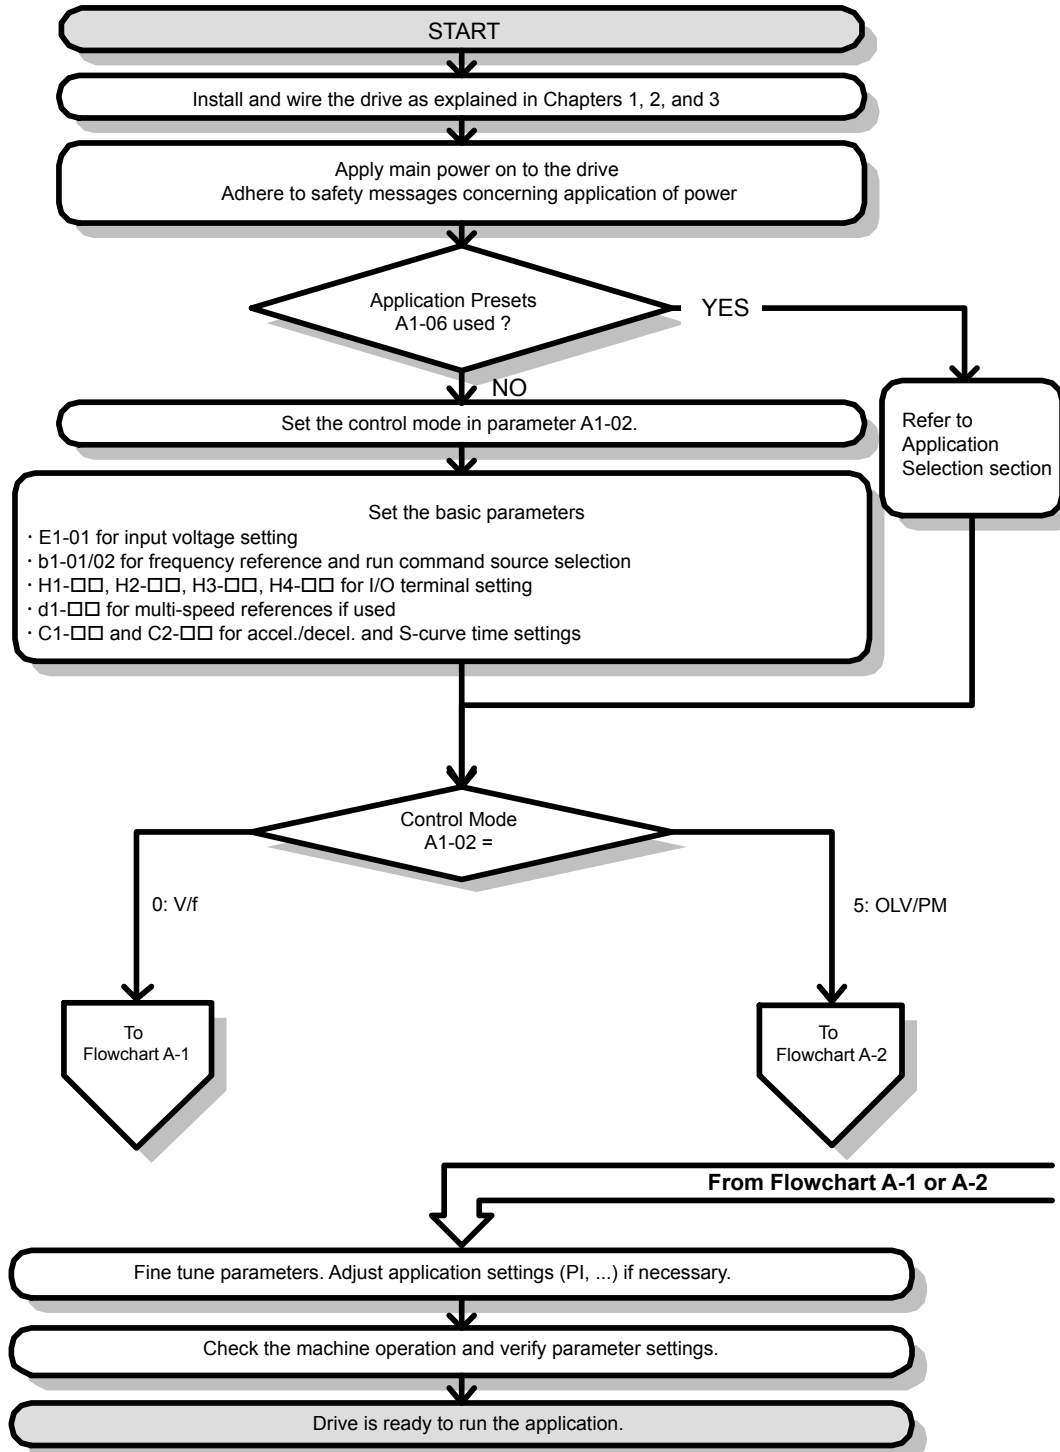 START
Install and wire the drive as explained in Chapters 1, 2, and 3
Apply main power on to the drive
Adhere to safety messages concerning application of power
Application Presets
A1-06 used ?
YES
NO
Set the control mode in parameter A1-02.
Refer to
Application
Selection section
Set the basic parameters
· E1-01 for input voltage setting
· b1-01/02 for frequency reference and run command source selection
· H1-□□, H2-□□, H3-□□, H4-□□ for I/O terminal setting
· d1-□□ for multi-speed references if used
· C1-□□ and C2-□□ for accel./decel. and S-curve time settings
Control Mode
A1-02 =
0: V/f
5: OLV/PM
To
Flowchart A-1
To
Flowchart A-2
From Flowchart A-1 or A-2
Fine tune parameters. Adjust application settings (PI, ...) if necessary.
Check the machine operation and verify parameter settings.
Drive is ready to run the application.